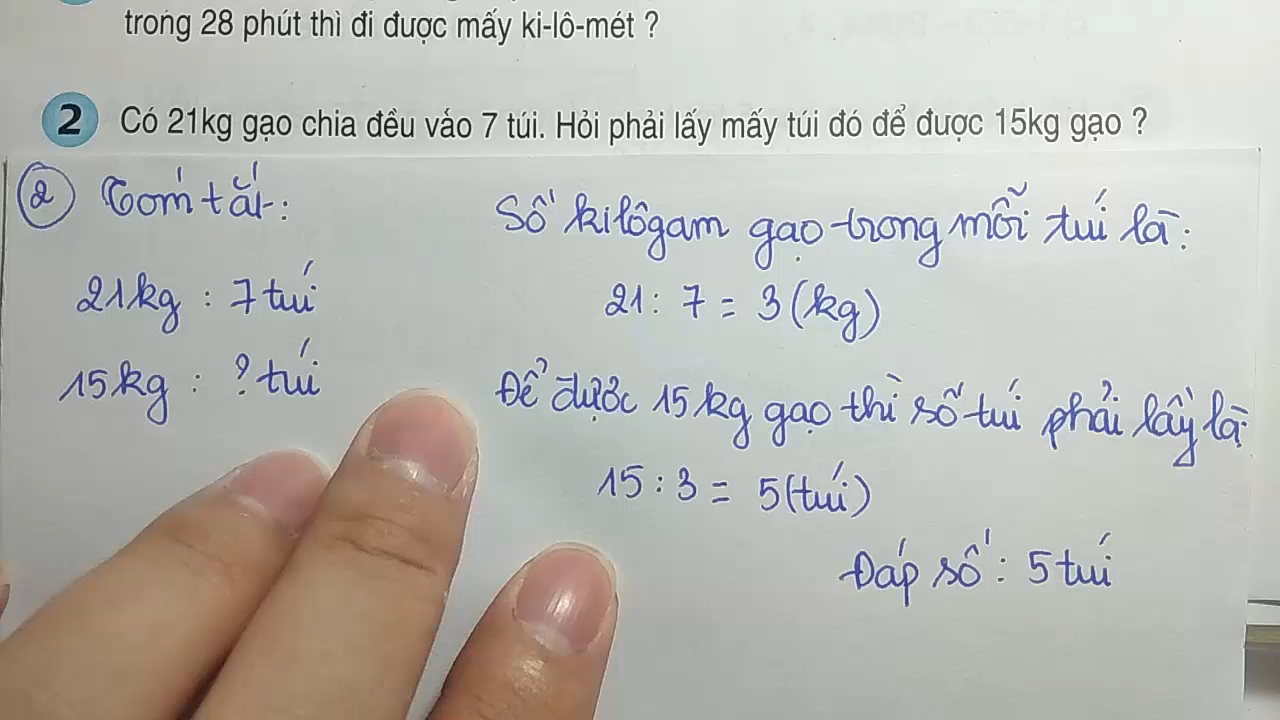 trong 28 phút thì đi được mấy ki-lô-mét ?
2 Có 21kg gạo chia đều vào 7 túi. Hỏi phải lấy mấy túi đó để được 15kg gạo ?
2 Tóm tắt:
21kg : 7 túi
15kg : ? túi
Số kilôgam gạo trong mỗi túi là:
21 : 7 = 3 (kg)
Để được 15kg gạo thì số túi phải lấy là:
15 : 3 = 5 (túi)
Đáp số: 5 túi